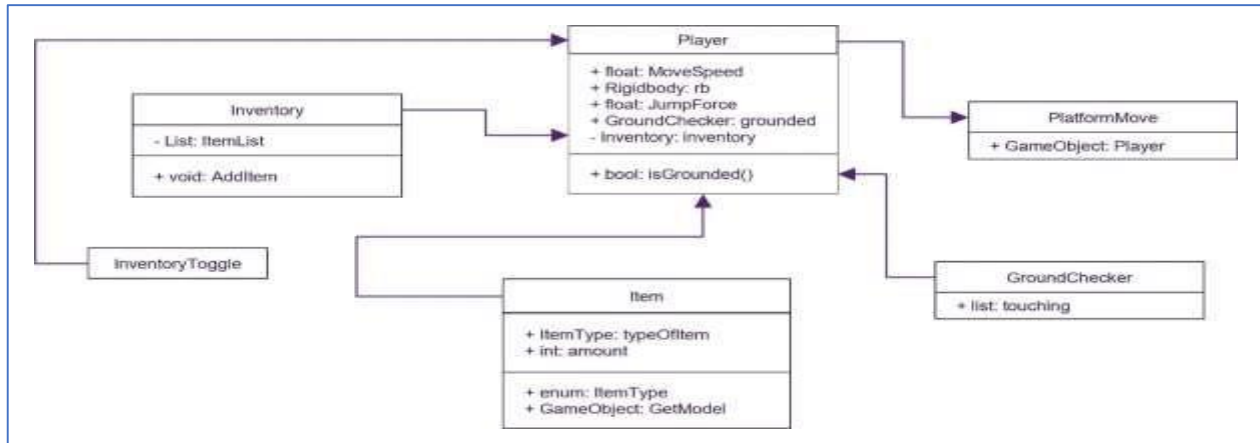 Player
+ float: MoveSpeed
+ Rigidbody: rb
+ float: JumpForce
+ GroundChecker: grounded
- Inventory: inventory
+ bool: isGrounded()
Inventory
- List: ItemList
+ void: AddItem
PlatformMove
+ GameObject: Player
InventoryToggle
Item
+ ItemType: typeOfItem
+ int: amount
+ enum: ItemType
+ GameObject: GetModel
GroundChecker
+ list: touching